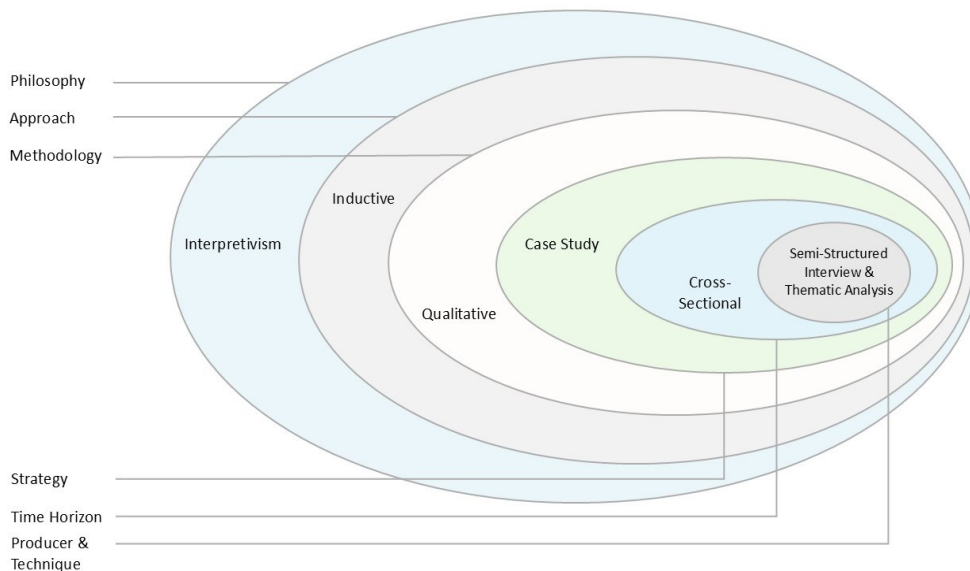 Philosophy
Approach
Methodology
Inductive
Interpretivism
Case Study
Semi-Structured
Interview &
Thematic Analysis
Cross-
Sectional
Qualitative
Strategy
Time Horizon
Producer &
Technique